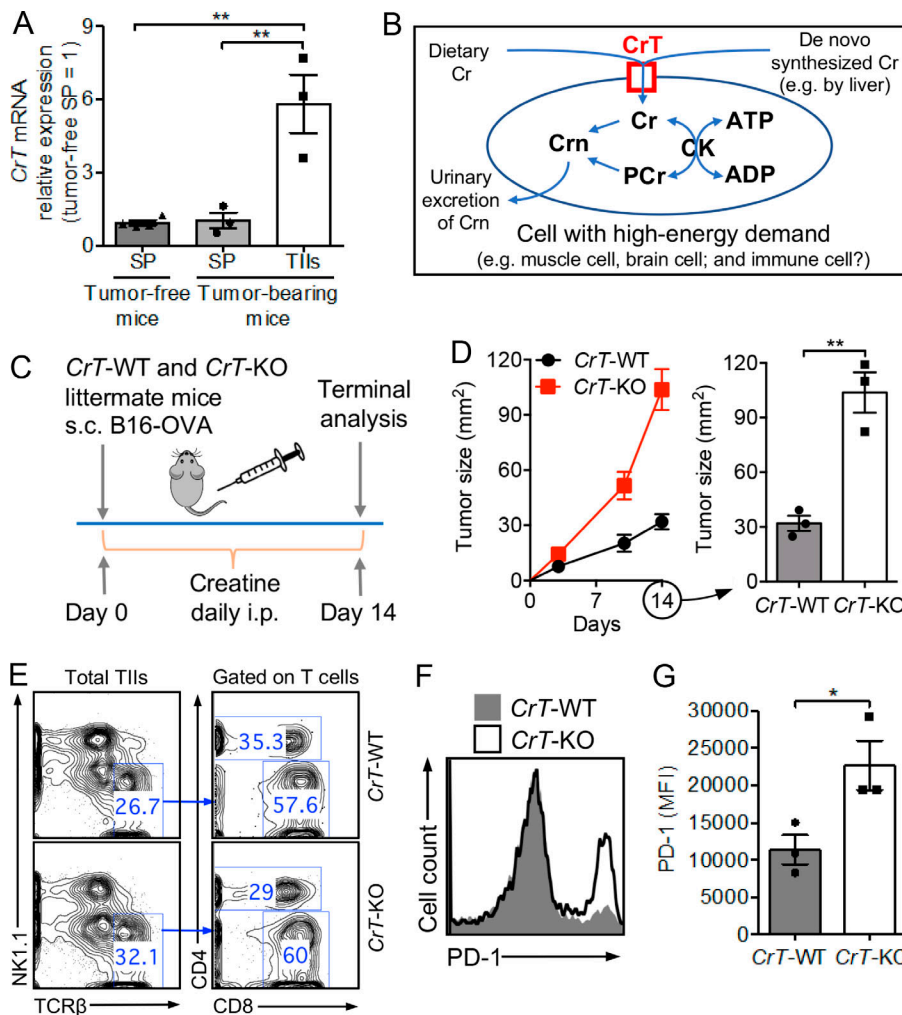 A
CrT mRNA
relative expression
(tumor-free SP = 1)
9
6
3
0
**
**
SP
SP
TIIs
Tumor-free
mice
Tumor-bearing
mice
B
Dietary
Cr
CrT
De novo
synthesized Cr
(e.g. by liver)
Cr
ATP
Crn
CK
PCr
ADP
Urinary
excretion
of Crn
Cell with high-energy demand
(e.g. muscle cell, brain cell; and immune cell?)
C
CrT-WT and CrT-KO
littermate mice
s.c. B16-OVA
Terminal
analysis
Creatine
daily i.p.
Day 0
Day 14
D
CrT-WT
CrT-KO
Tumor size (mm2)
120
90
60
30
0
0
7
14
Days
**
Tumor size (mm2)
120
90
60
30
0
CrT-WT
CrT-KO
E
Total TIIs
Gated on T cells
26.7
35.3
57.6
CrT-WT
32.1
29
60
CrT-KO
NK1.1
CD4
TCRβ
CD8
F
CrT-WT
CrT-KO
Cell count
PD-1
G
*
PD-1 (MFI)
30000
25000
20000
15000
10000
5000
0
CrT-WT
CrT-KO